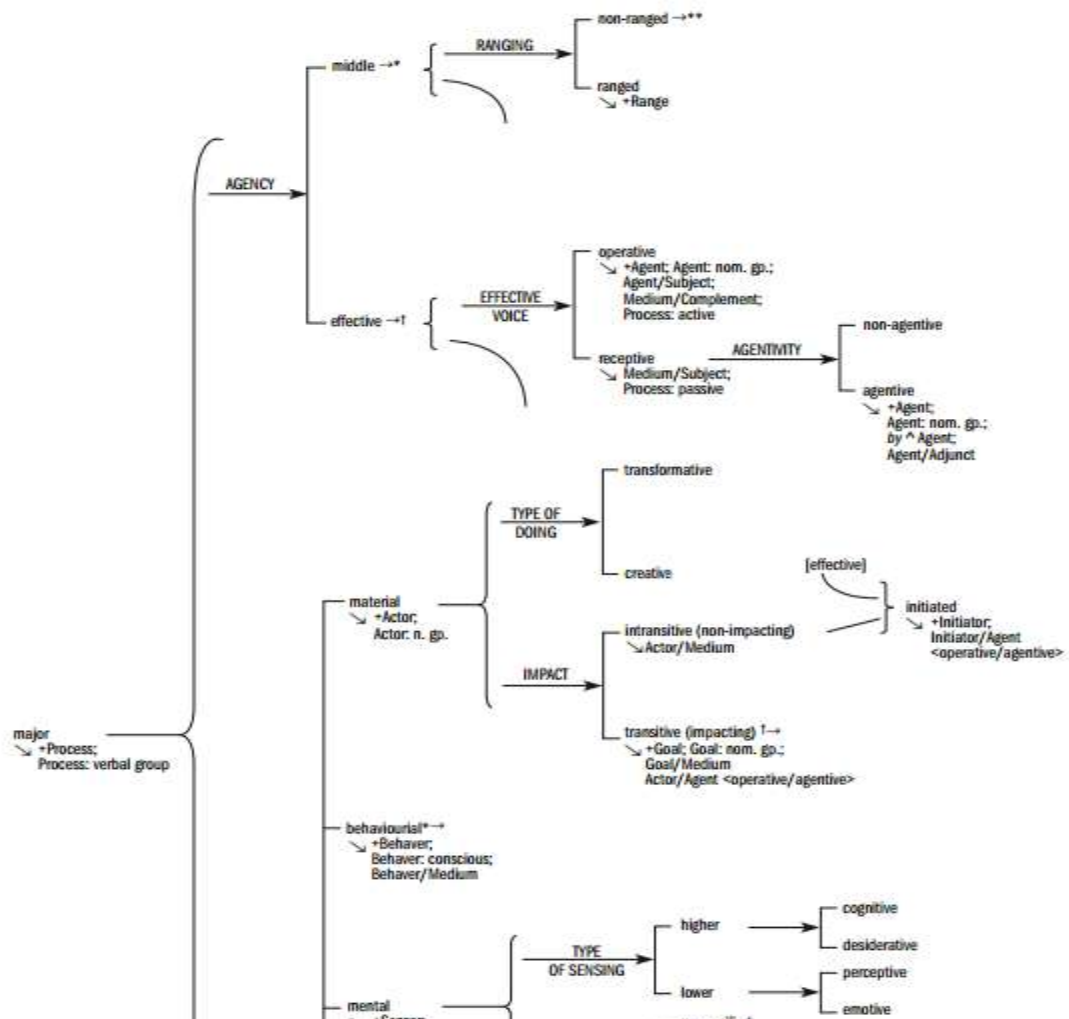 non-ranged →**
RANGING
middle →*
ranged
↘ +Range
AGENCY
operative
↘ +Agent; Agent: nom. gp.;
Agent/Subject;
Medium/Complement;
Process: active
EFFECTIVE
VOICE
effective →†
non-agentive
AGENTIVITY
receptive
↘ Medium/Subject;
Process: passive
agentive
↘ +Agent;
Agent: nom. gp.;
by ^ Agent;
Agent/Adjunct
transformative
TYPE OF
DOING
creative
[effective]
material
↘ +Actor;
Actor: n. gp.
initiated
↘ +Initiator;
Initiator/Agent
<operative/agentive>
intransitive (non-impacting)
↘ Actor/Medium
IMPACT
major
↘ +Process;
Process: verbal group
transitive (impacting) †→
↘ +Goal; Goal: nom. gp.;
Goal/Medium
Actor/Agent <operative/agentive>
behaviourial*→
↘ +Behaver;
Behaver: conscious;
Behaver/Medium
cognitive
higher
desiderative
TYPE
OF SENSING
perceptive
lower
mental
emotive